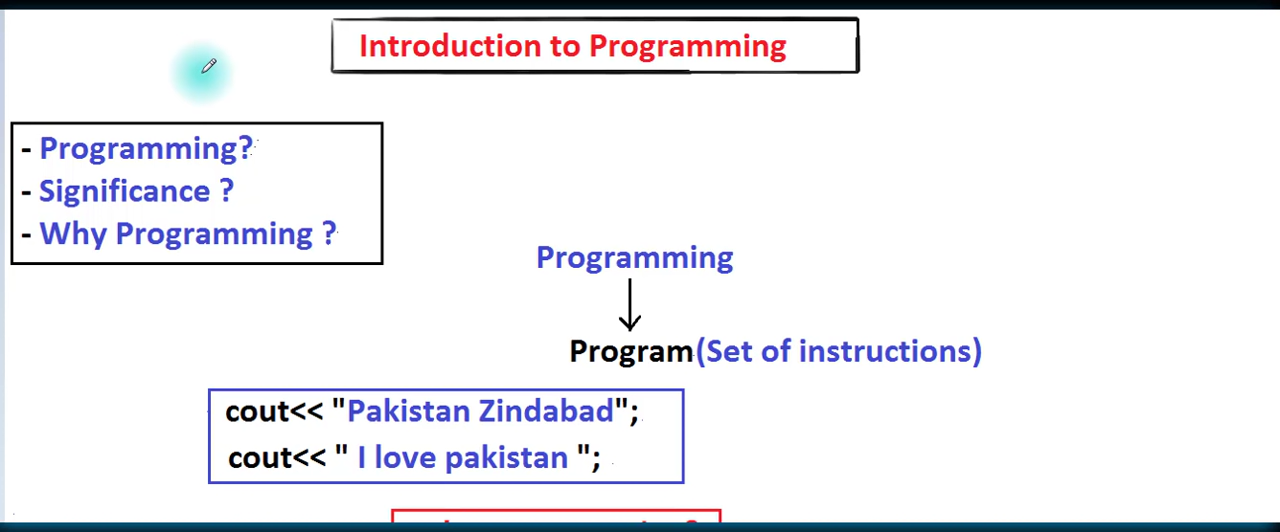 Introduction to Programming
- Programming?
- Significance ?
- Why Programming ?
Programming
Program(Set of instructions)
cout<< "Pakistan Zindabad";
cout<< " I love pakistan ";